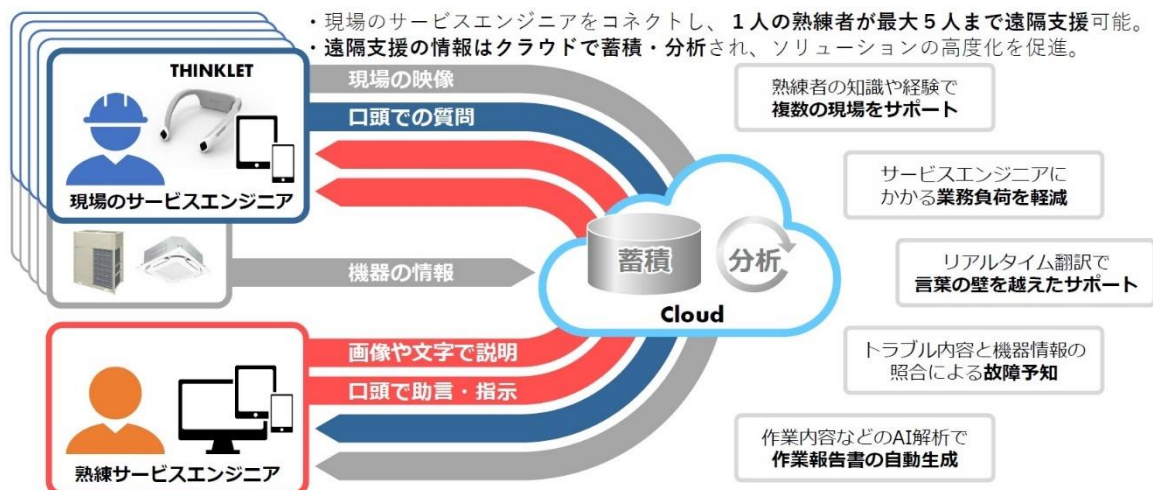 ・現場のサービスエンジニアをコネクトし、１人の熟練者が最大５人まで遠隔支援可能。
・遠隔支援の情報はクラウドで蓄積・分析され、ソリューションの高度化を促進。
THINKLET
現場のサービスエンジニア
現場の映像
口頭での質問
機器の情報
画像や文字で説明
口頭で助言・指示
熟練サービスエンジニア
蓄積
分析
Cloud
熟練者の知識や経験で
複数の現場をサポート
サービスエンジニアに
かかる業務負荷を軽減
リアルタイム翻訳で
言葉の壁を越えたサポート
トラブル内容と機器情報の
照合による故障予知
作業内容などのAI解析で
作業報告書の自動生成